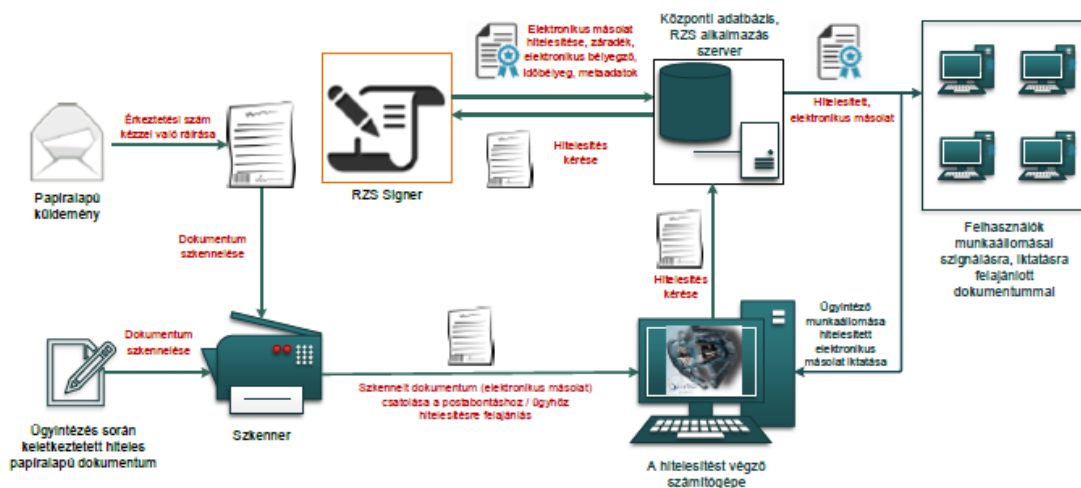 Elektronikus másolat
hitelesítése, záradék,
elektronikus bélyegző,
időbélyeg, metaadatok
Központi adatbázis,
RZS alkalmazás
szerver
Hitelesített,
elektronikus másolat
Érkeztetési szám
kézzel való ráírása
Papíralapú
küldemény
RZS Signer
Hitelesítés
kérése
Felhasználók
munkaállomásai
szignálásra, iktatásra
felajánlott
dokumentummal
Dokumentum
szkennelése
Hitelesítés
kérése
Ügyintéző
munkaállomása
hitelesített
elektronikus
másolat iktatása
Dokumentum
szkennelése
Szkennelt dokumentum (elektronikus másolat)
csatolása a postabontáshoz / ügyhöz
hitelesítésre felajánlás
Ügyintézés során
keletkeztetett hiteles
papíralapú dokumentum
Szkenner
A hitelesítést végző
számítógépe